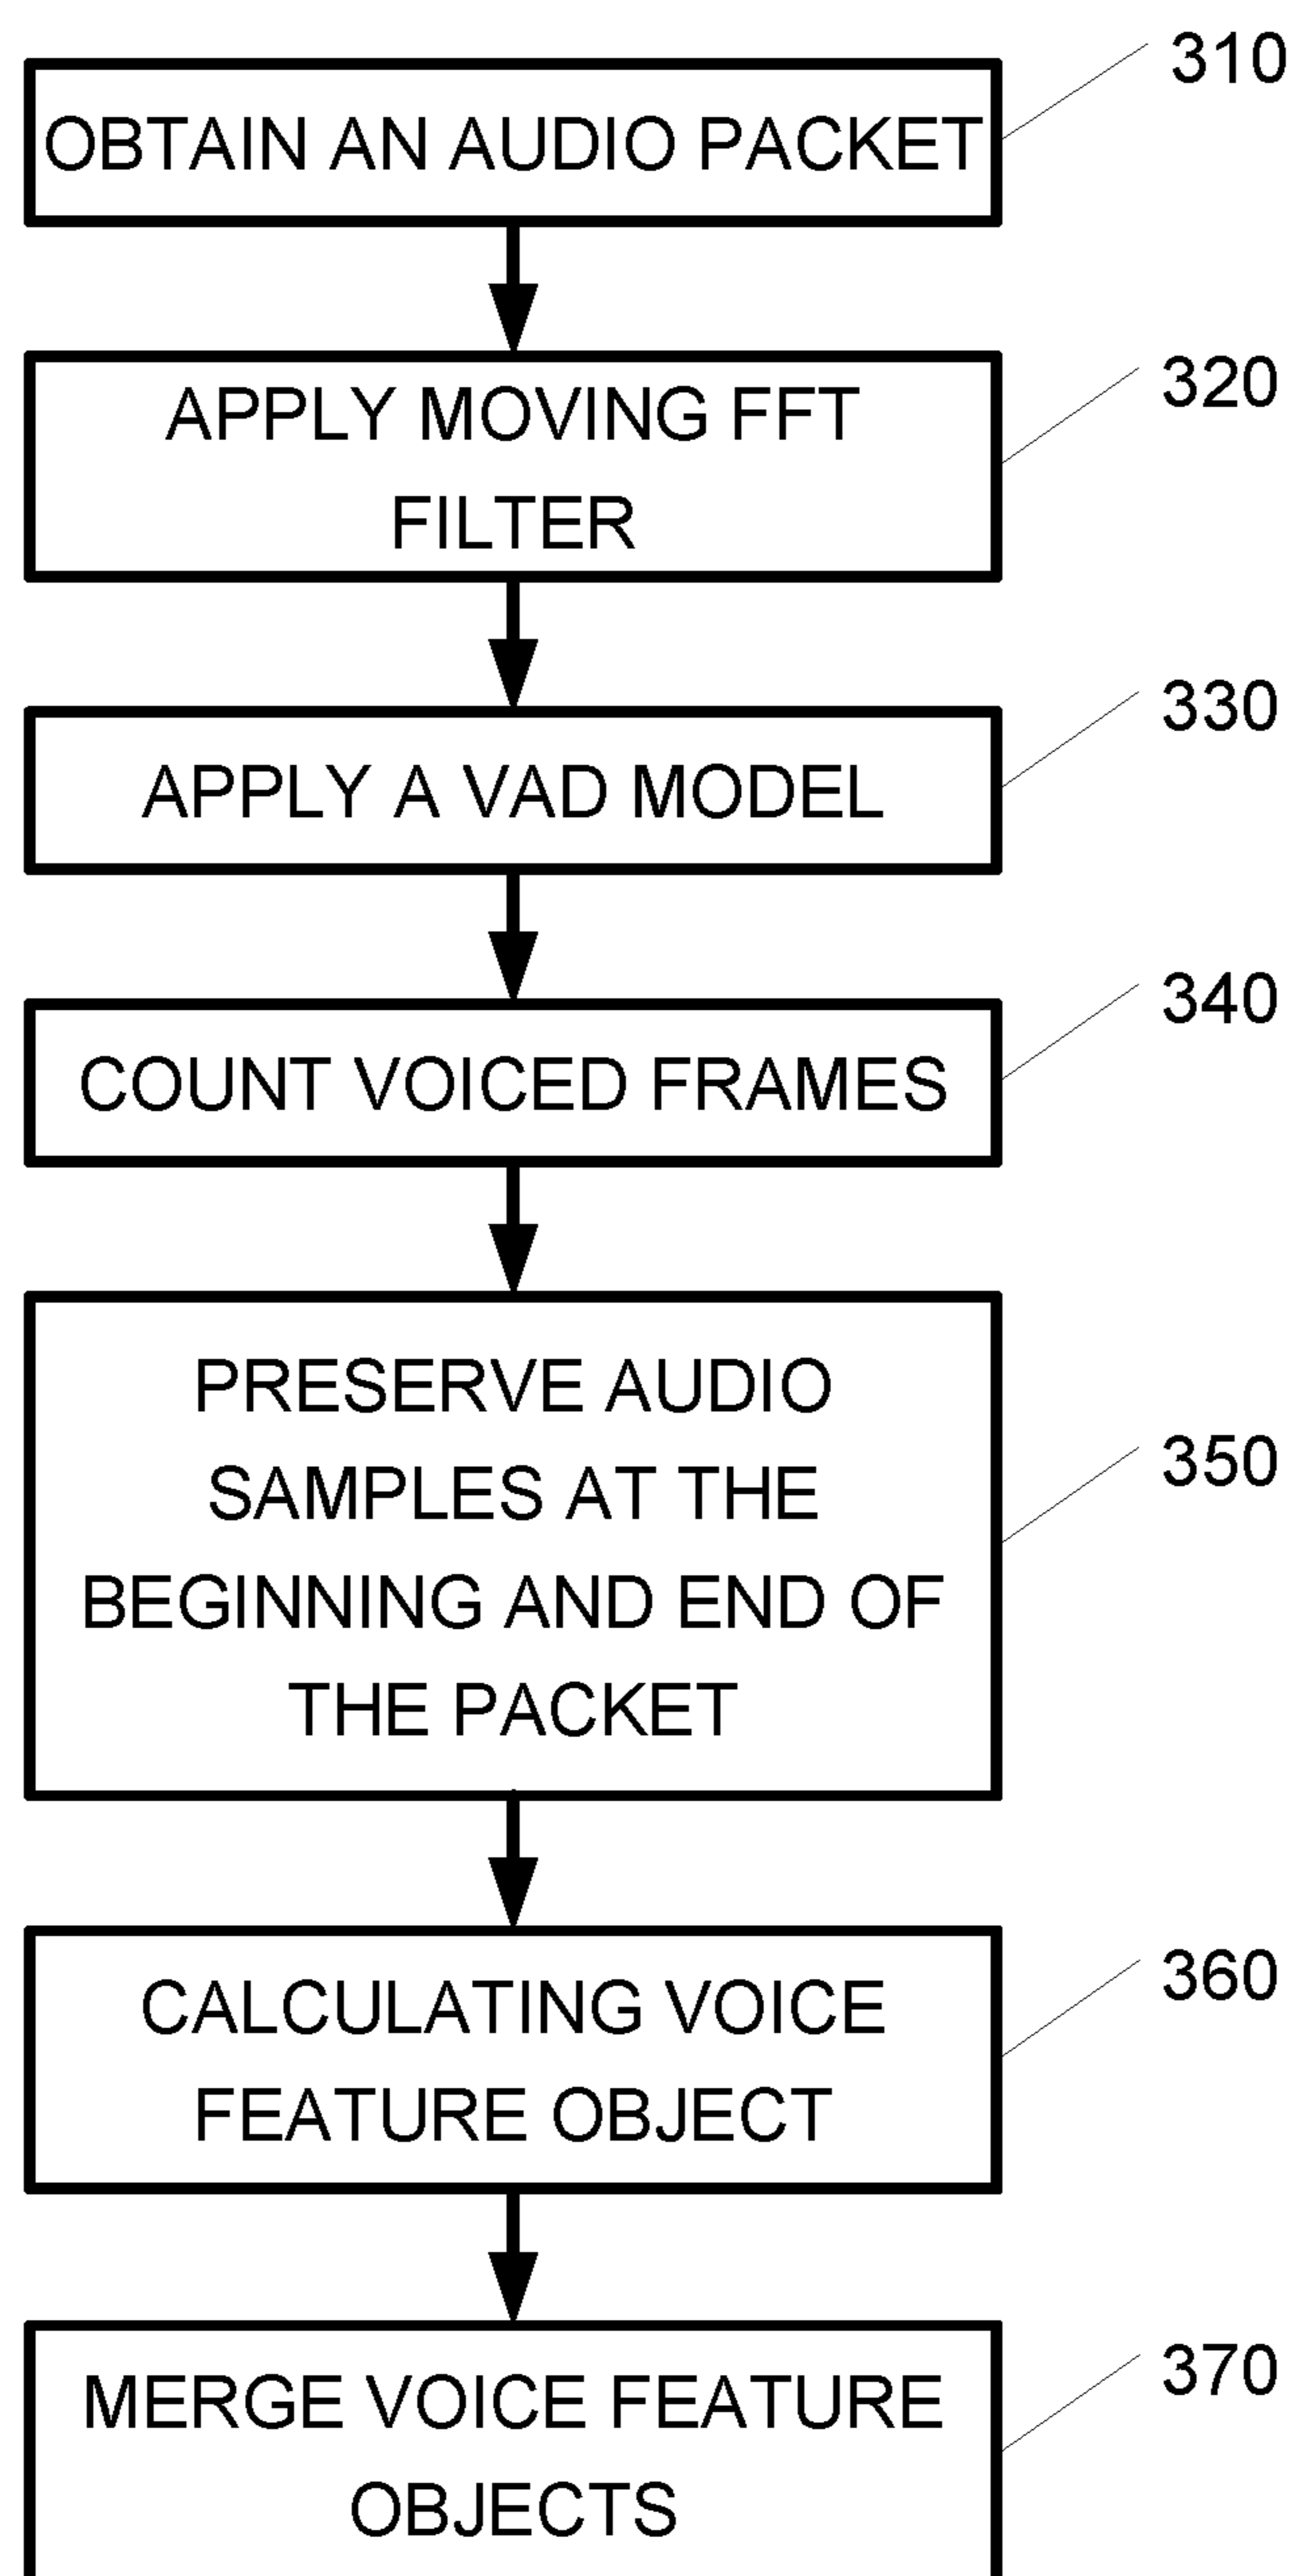 310
OBTAIN AN AUDIO PACKET
320
APPLY MOVING FFT
FILTER
330
APPLY A VAD MODEL
340
COUNT VOICED FRAMES
350
PRESERVE AUDIO
SAMPLES AT THE
BEGINNING AND END OF
THE PACKET
360
CALCULATING VOICE
FEATURE OBJECT
370
MERGE VOICE FEATURE
OBJECTS